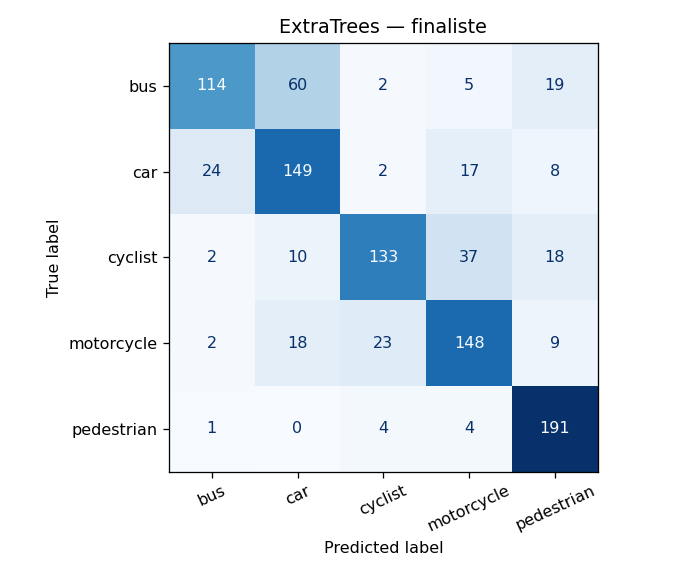 ExtraTrees — finaliste
bus 114 60 2 5 19
car 24 149 2 17 8
True label
cyclist 2 10 133 37 18
motorcycle 2 18 23 148 9
pedestrian 1 0 4 4 191
bus car cyclist motorcycle pedestrian
Predicted label